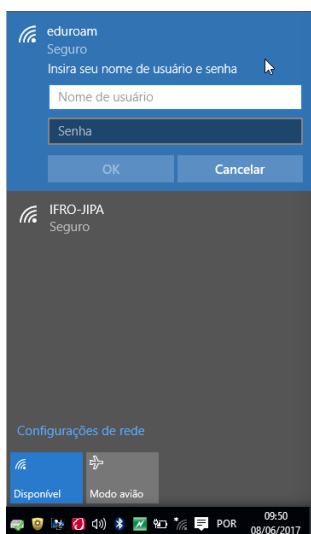 eduroam
Seguro
Insira seu nome de usuário e senha
Nome de usuário
Senha
OK
Cancelar
IFRO-JIPA
Seguro
Configurações de rede
Disponível
Modo avião
POR
09:50
08/06/2017